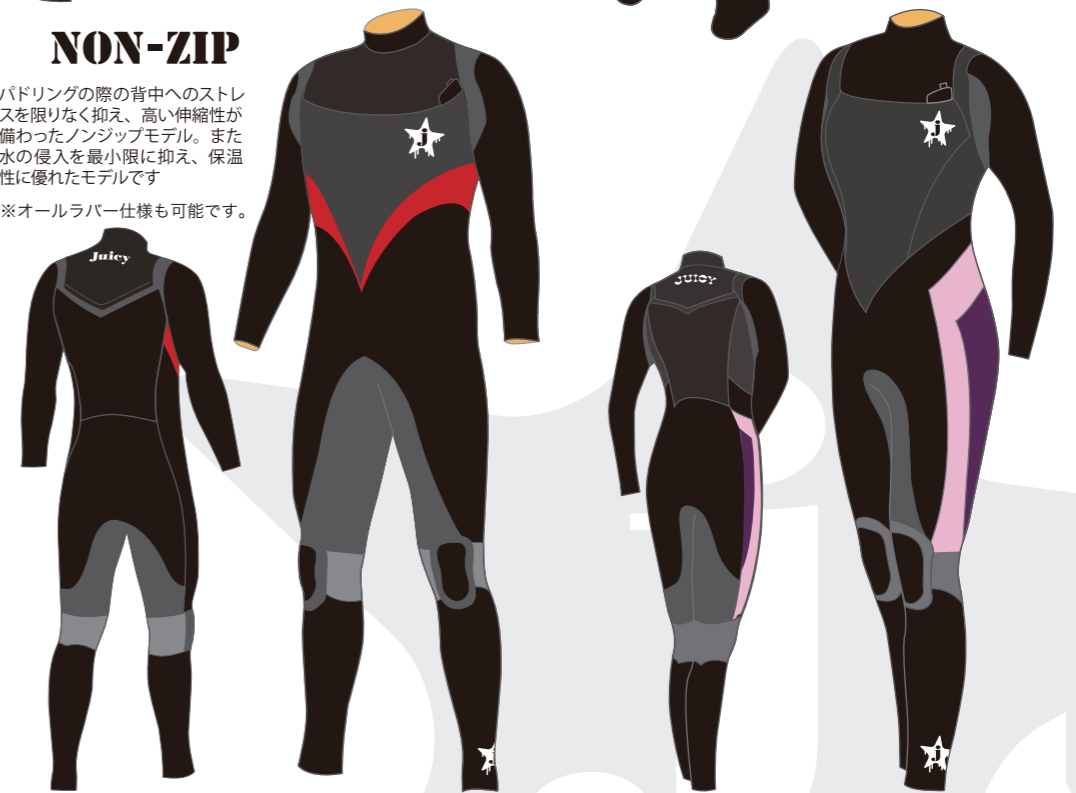 NON-ZIP
パドリングの際の背中へのストレ
スを限りなく抑え、高い伸縮性が
備わったノンジップモデル。また
水の侵入を最小限に抑え、保温
性に優れたモデルです
※オールラバー仕様も可能です。
j
j
Juicy
JUICY
j
j